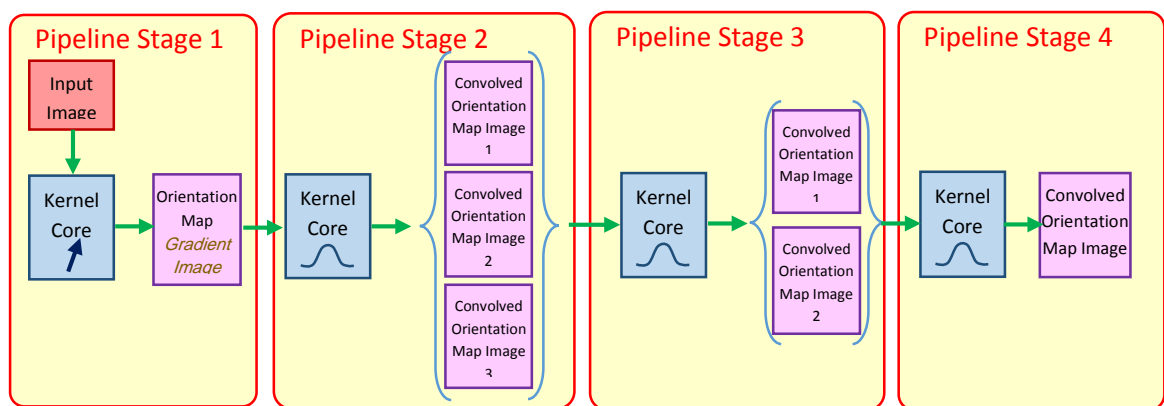 Pipeline Stage 1
Input
Image
Kernel
Core
Orientation
Map
Gradient
Image
Pipeline Stage 2
Kernel
Core
Convolved
Orientation
Map Image
1
Convolved
Orientation
Map Image
2
Convolved
Orientation
Map Image
3
Pipeline Stage 3
Kernel
Core
Convolved
Orientation
Map Image
1
Convolved
Orientation
Map Image
2
Pipeline Stage 4
Kernel
Core
Convolved
Orientation
Map Image